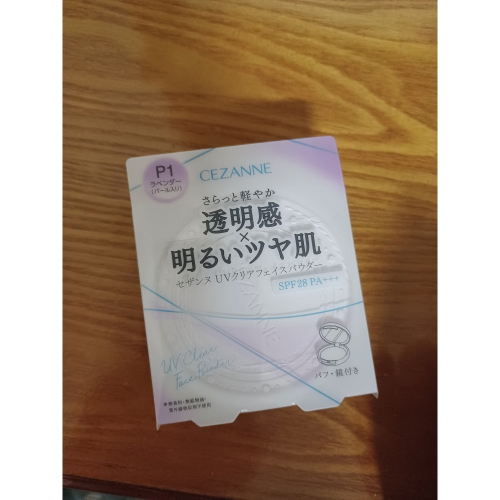 P1
ラベンダー
(パール入り)
CEZANNE
さらっと軽やか
透明感
×
明るいツヤ肌
セザンヌ UVクリアフェイスパウダー
SPF28 PA+++
CEZANNE
UV Clear
Face Powder
パフ・鏡付き